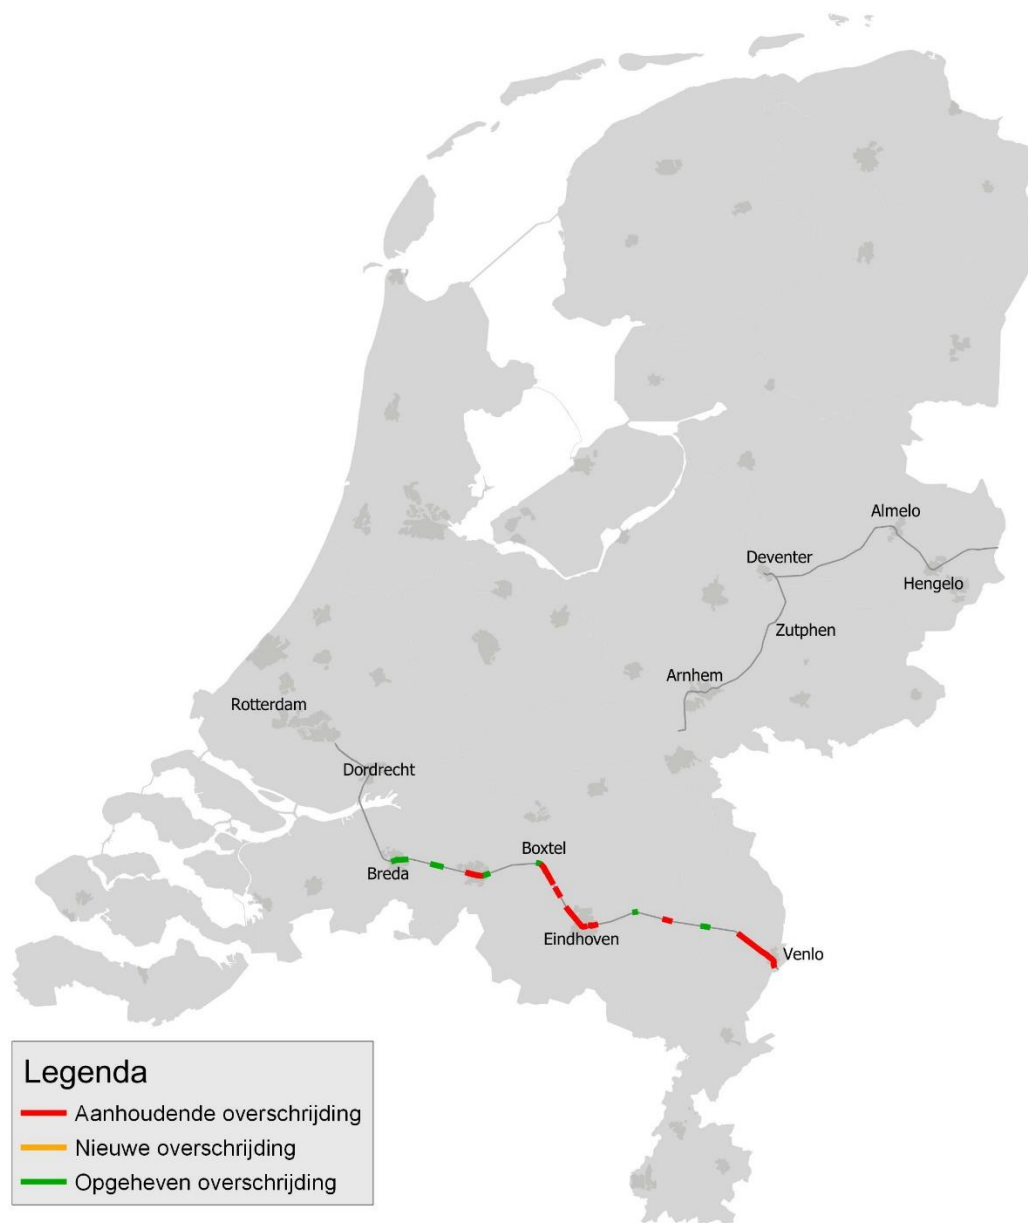 Almelo
Deventer
Hengelo
Zutphen
Arnhem
Rotterdam
Dordrecht
Boxtel
Breda
Eindhoven
Venlo
Legenda
Aanhoudende overschrijding
Nieuwe overschrijding
Opgeheven overschrijding